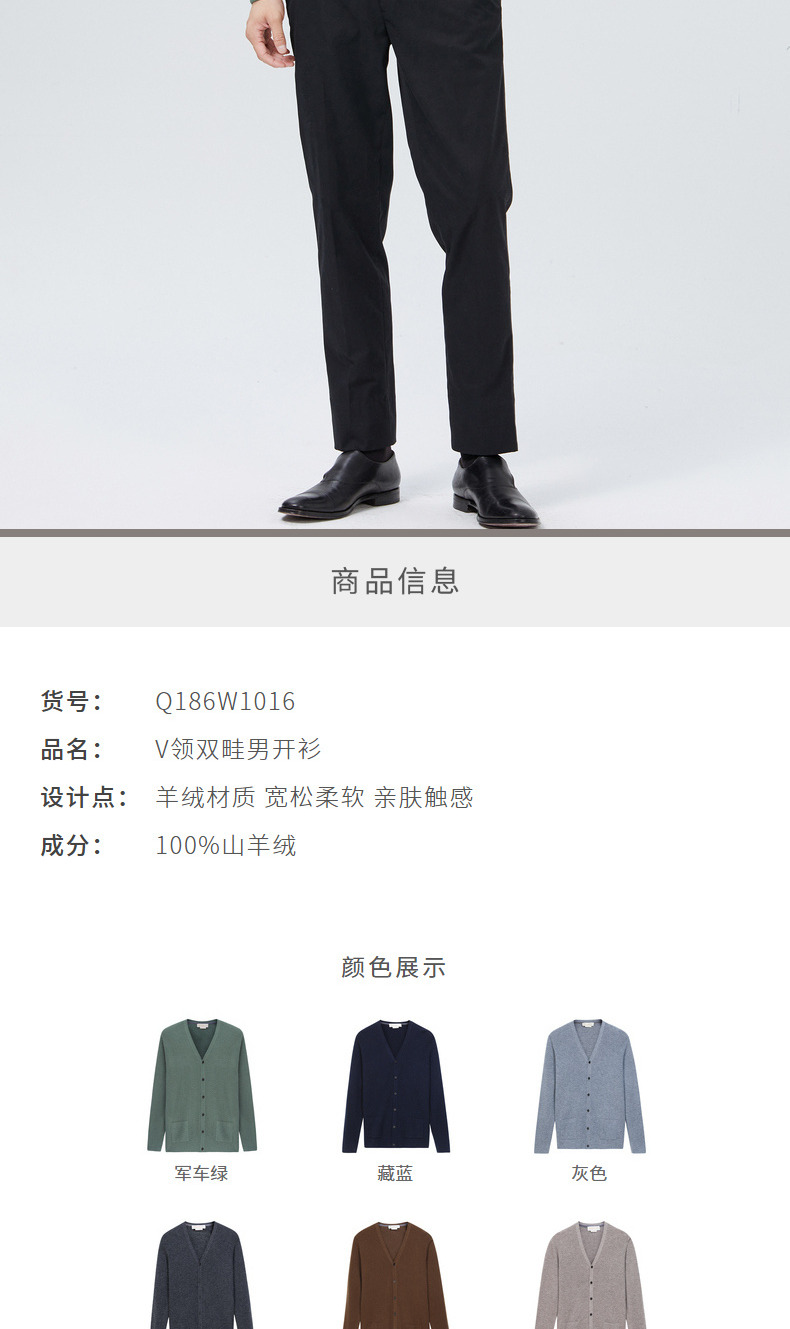 商品信息
货号： Q186W1016
品名： V领双畦男开衫
设计点： 羊绒材质 宽松柔软 亲肤触感
成分： 100%山羊绒
颜色展示
军车绿 藏蓝 灰色